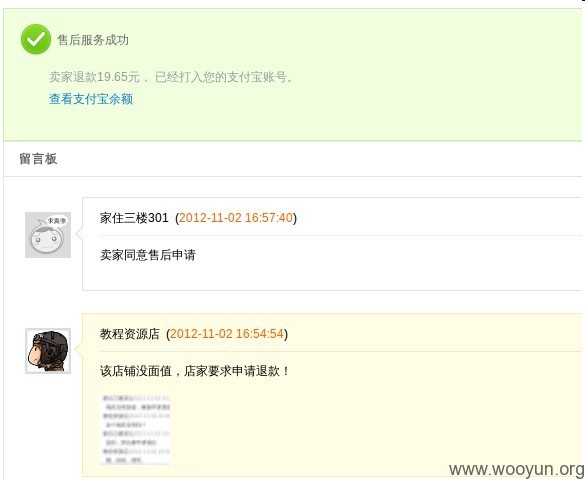 售后服务成功
卖家退款19.65元， 已经打入您的支付宝账号。
查看支付宝余额
留言板
家住三楼301 (2012-11-02 16:57:40)
卖家同意售后申请
教程资源店 (2012-11-02 16:54:54)
该店铺没面值，店家要求申请退款！
www.wooyun.org